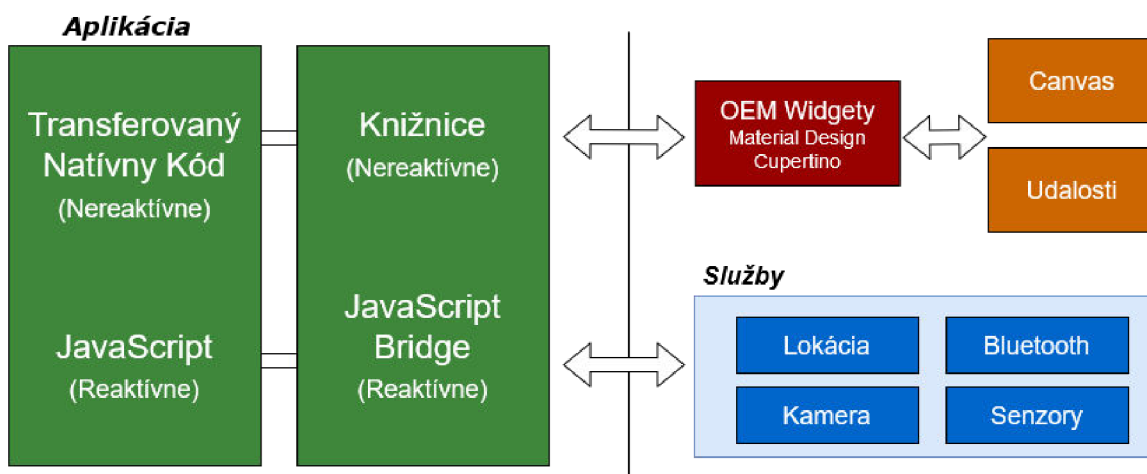 Aplikácia
Transferovaný
Natívny Kód
(Nereaktívne)
JavaScript
(Reaktívne)
Knižnice
(Nereaktívne)
JavaScript
Bridge
(Reaktívne)
OEM Widgety
Material Design
Cupertino
Canvas
Udalosti
Služby
Lokácia
Bluetooth
Kamera
Senzory